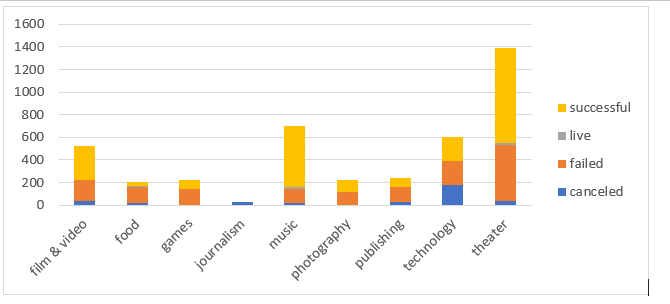 1600
1400
1200
1000
800
600
400
200
0
film & video
food
games
journalism
music
photography
publishing
technology
theater
successful
live
failed
canceled